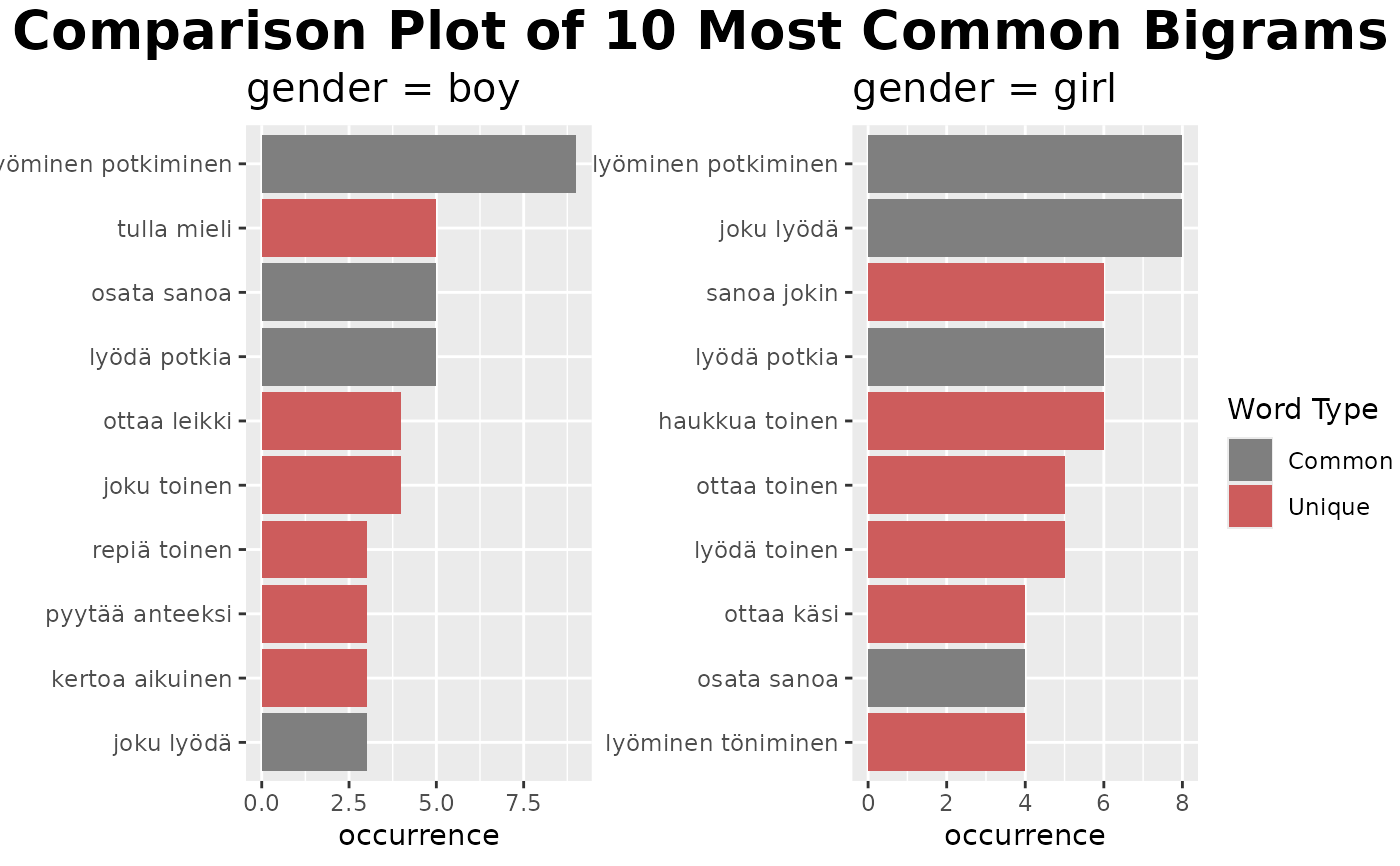 Comparison Plot of 10 Most Common Bigrams
gender = boy
yöminen potkiminen
tulla mieli
osata sanoa
lyödä potkia
ottaa leikki
joku toinen
repiä toinen
pyytää anteeksi
kertoa aikuinen
joku lyödä
0.0 2.5 5.0 7.5
occurrence
gender = girl
lyöminen potkiminen
joku lyödä
sanoa jokin
lyödä potkia
haukkua toinen
ottaa toinen
lyödä toinen
ottaa käsi
osata sanoa
lyöminen töniminen
0 2 4 6 8
occurrence
Word Type
Common
Unique